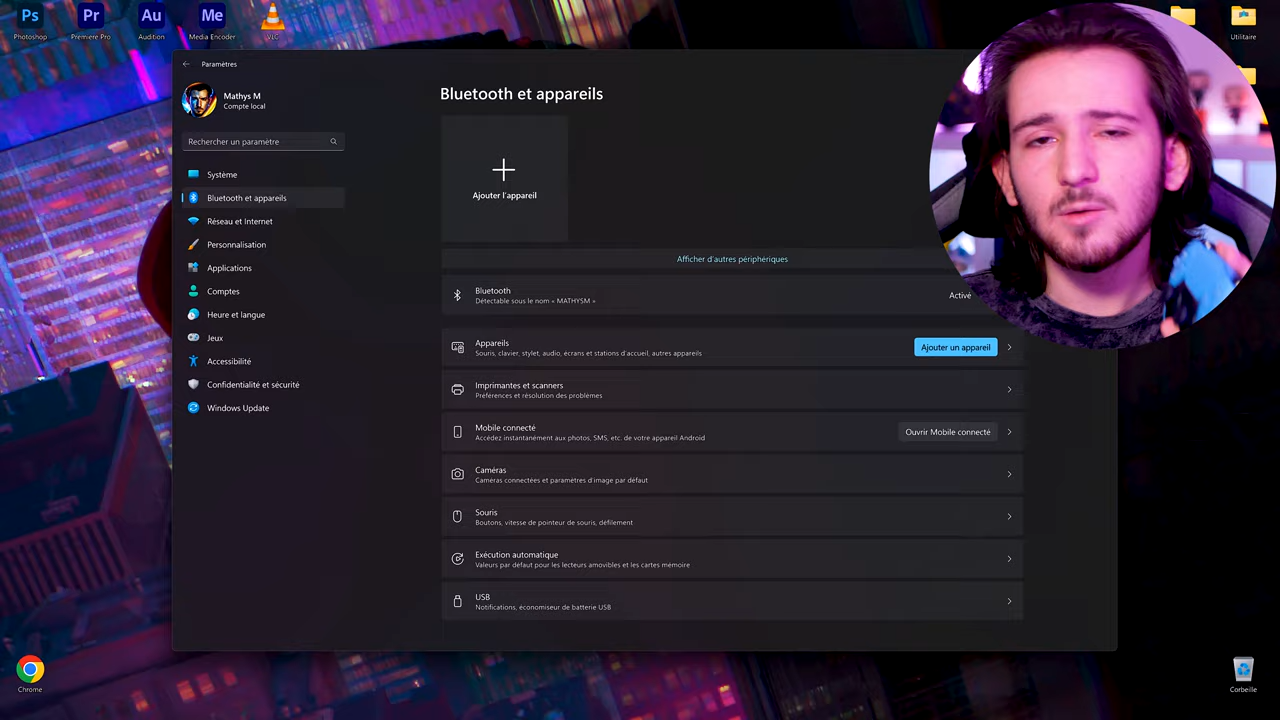 Ps
Pr
Au
Me
Photoshop
Premiere Pro
Audition
Media Encoder
VLC
Utilitaire
Paramètres
Mathys M
Compte local
Rechercher un paramètre
Système
Bluetooth et appareils
Réseau et Internet
Personnalisation
Applications
Comptes
Heure et langue
Jeux
Accessibilité
Confidentialité et sécurité
Windows Update
Bluetooth et appareils
Ajouter l'appareil
Afficher d'autres périphériques
Bluetooth
Détectable sous le nom « MATHYSM »
Activé
Appareils
Souris, clavier, stylet, audio, écrans et stations d'accueil, autres appareils
Ajouter un appareil
Imprimantes et scanners
Préférences et résolution des problèmes
Mobile connecté
Accédez instantanément aux photos, SMS, etc. de votre appareil Android
Ouvrir Mobile connecté
Caméras
Cameras connectées et paramètres d'image par défaut
Souris
Boutons, vitesse de pointeur de souris, défilement
Exécution automatique
Valeurs par défaut pour les lecteurs amovibles et les cartes mémoire
USB
Notifications, économiseur de batterie USB
Chrome
Corbeille